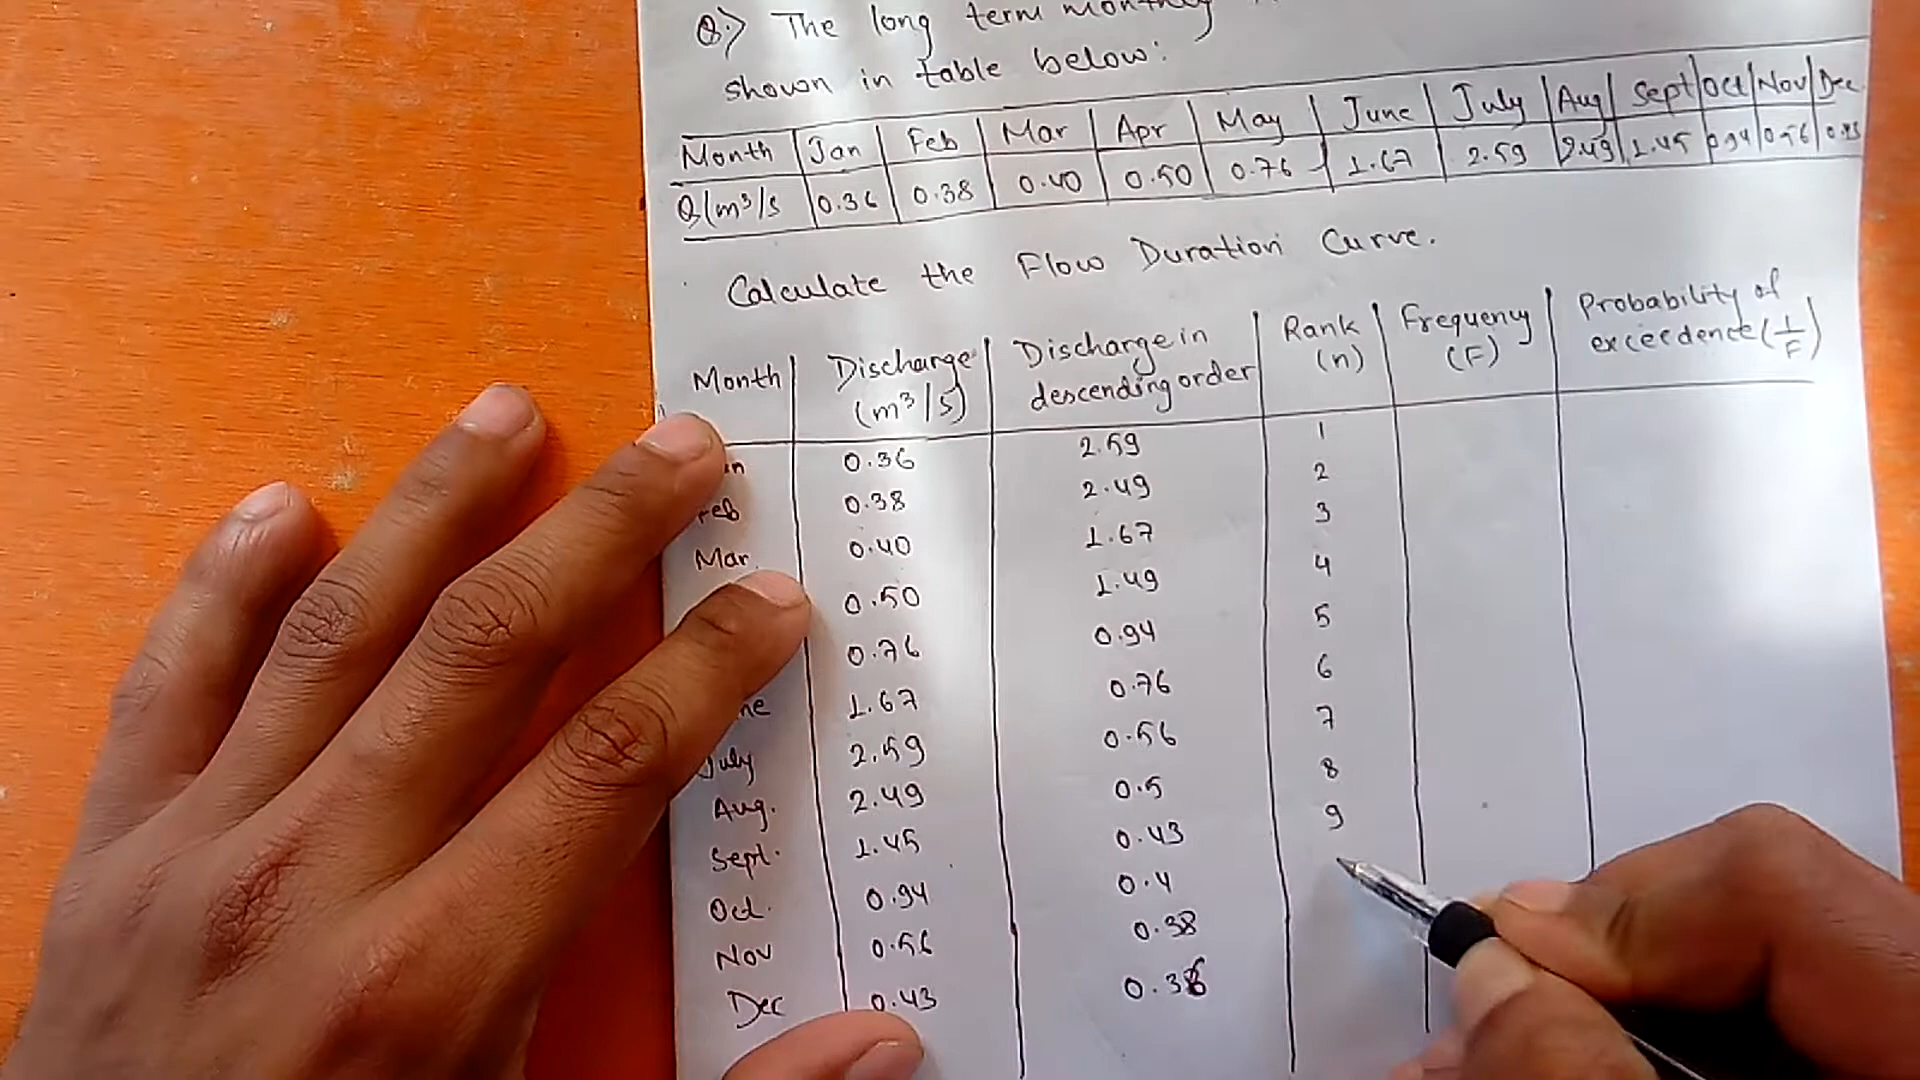 Q.> The long term monthly
shown in table below:
Month Jan Feb Mar Apr May June July Aug Sept Oct Nov Dec
Q(m³/s 0.36 0.38 0.40 0.50 0.76 1.67 2.59 2.49 1.45 0.94 0.56
Calculate the Flow Duration Curve.
Month Discharge (m³/s) Discharge in descending order Rank (n) Frequency (F) Probability of exceedence (1/F)
0.36 2.59 1
Feb 0.38 2.49 2
Mar. 0.40 1.67 3
0.50 1.49 4
0.76 0.94 5
1.67 0.76 6
July 2.59 0.56 7
Aug. 2.49 0.5 8
Sept. 1.45 0.43 9
Oct. 0.94 0.4
Nov 0.56 0.38
Dec 0.43 0.36